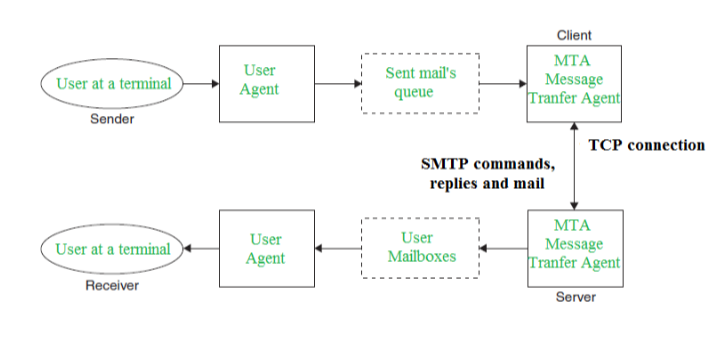 Client
User at a terminal
User
Agent
Sent mail's
queue
MTA
Message
Tranfer Agent
Sender
TCP connection
SMTP commands,
replies and mail
User at a terminal
User
Agent
User
Mailboxes
MTA
Message
Tranfer Agent
Receiver
Server